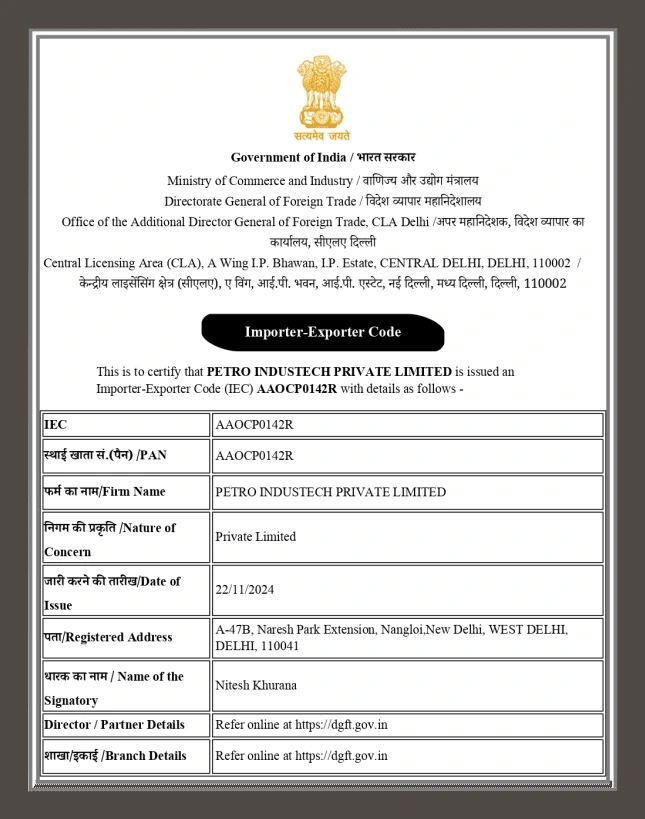 सत्यमेव जयते
Government of India / भारत सरकार
Ministry of Commerce and Industry / वाणिज्य और उद्योग मंत्रालय
Directorate General of Foreign Trade / विदेश व्यापार महानिदेशालय
Office of the Additional Director General of Foreign Trade, CLA Delhi /अपर महानिदेशक, विदेश व्यापार का
कार्यालय, सीएलए दिल्ली
Central Licensing Area (CLA), A Wing I.P. Bhawan, I.P. Estate, CENTRAL DELHI, DELHI, 110002 /
केन्द्रीय लाइसेंसिंग क्षेत्र (सीएलए), ए विंग, आई.पी. भवन, आई.पी. एस्टेट, नई दिल्ली, मध्य दिल्ली, दिल्ली, 110002
Importer-Exporter Code
This is to certify that PETRO INDUSTECH PRIVATE LIMITED is issued an
Importer-Exporter Code (IEC) AAOCP0142R with details as follows -
IEC AAOCP0142R
स्थाई खाता सं.(पैन) /PAN AAOCP0142R
फर्म का नाम/Firm Name PETRO INDUSTECH PRIVATE LIMITED
निगम की प्रकृति /Nature of
Concern
Private Limited
जारी करने की तारीख/Date of
Issue
22/11/2024
पता/Registered Address
A-47B, Naresh Park Extension, Nangloi,New Delhi, WEST DELHI,
DELHI, 110041
धारक का नाम / Name of the
Signatory
Nitesh Khurana
Director / Partner Details Refer online at https://dgft.gov.in
शाखा/इकाई /Branch Details Refer online at https://dgft.gov.in